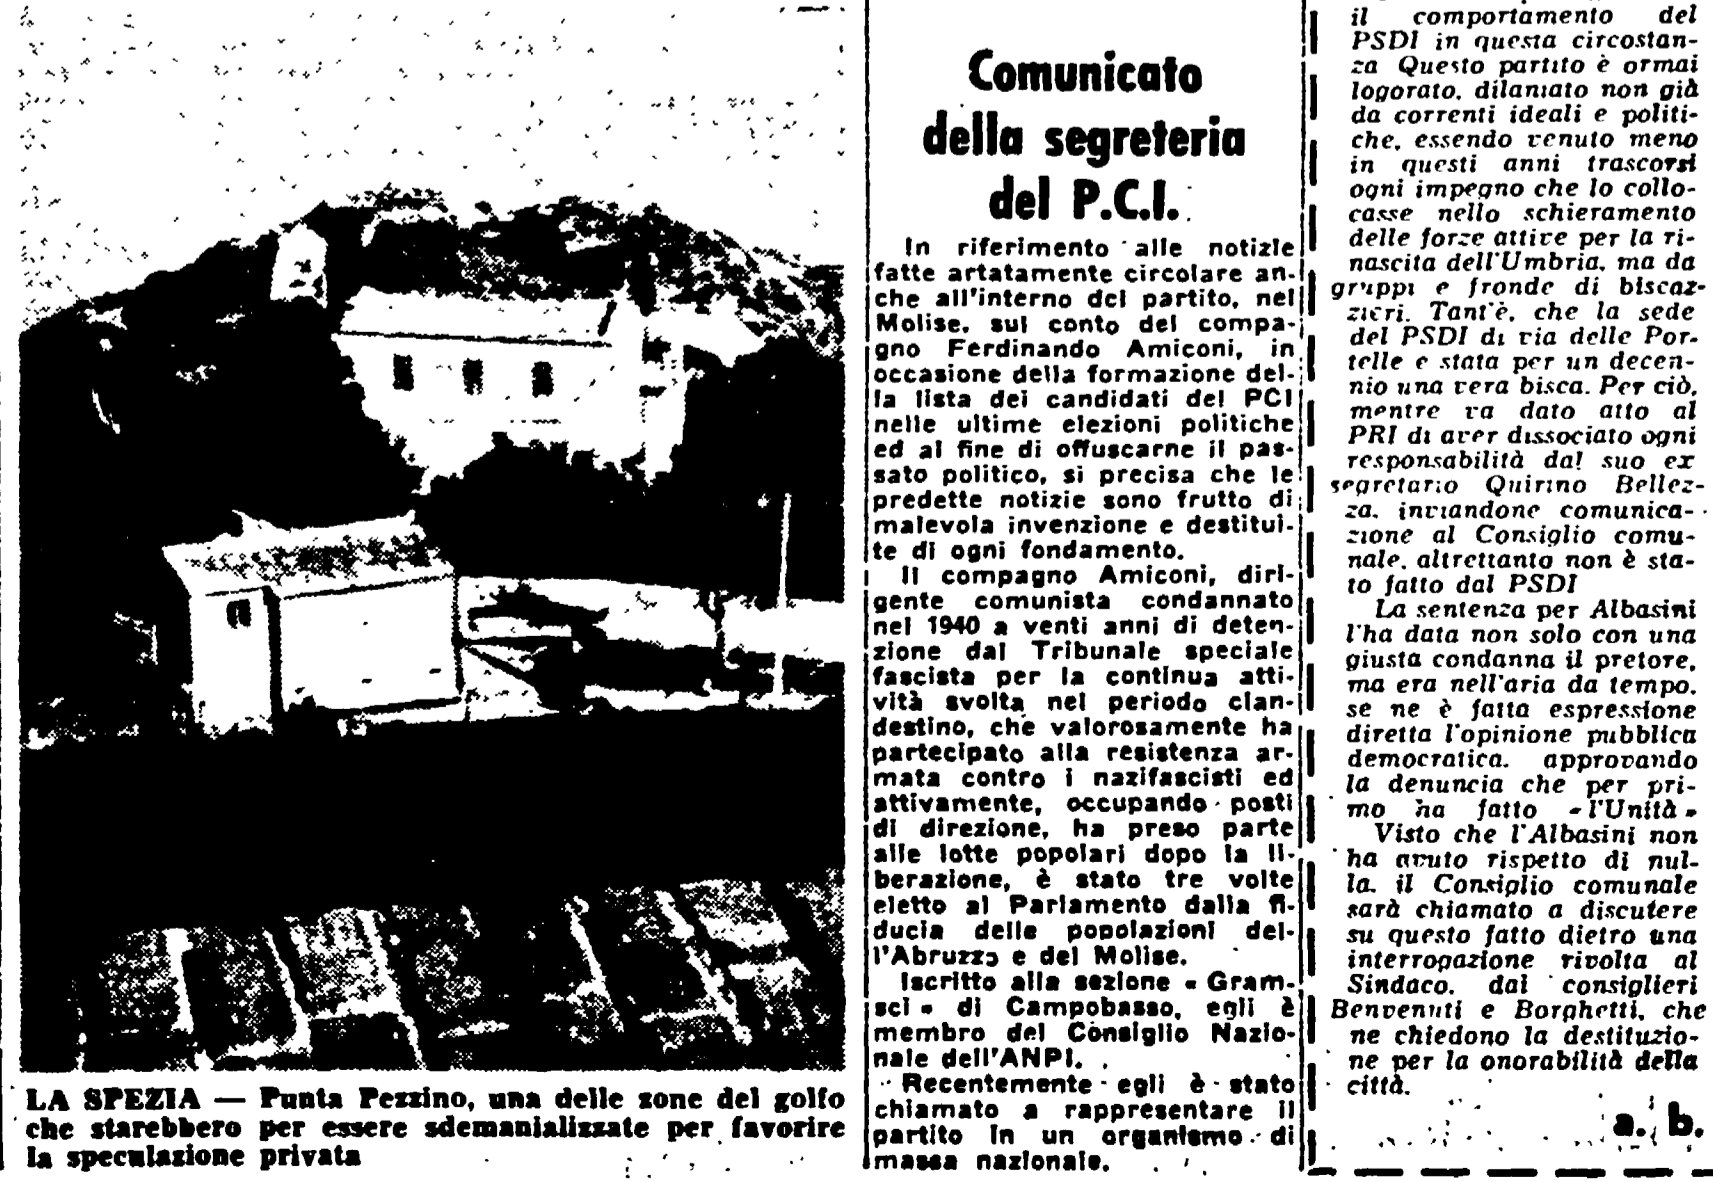 LA SPEZIA — Punta Pezzino, una delle zone del golfo
che starebbero per essere sdemanializzate per favorire
la speculazione privata
Comunicato
della segreteria
del P.C.I.
In riferimento alle notizie
fatte artatamente circolare an-
che all'interno del partito, nel
Molise, sul conto del compa-
gno Ferdinando Amiconi, in
occasione della formazione del-
la lista dei candidati del PCI
nelle ultime elezioni politiche
ed al fine di offuscarne il pas-
sato politico, si precisa che le
predette notizie sono frutto di
malevola invenzione e destitui-
te di ogni fondamento.
Il compagno Amiconi, diri-
gente comunista condannato
nel 1940 a venti anni di deten-
zione dal Tribunale speciale
fascista per la continua atti-
vità svolta nel periodo clan-
destino, che valorosamente ha
partecipato alla resistenza ar-
mata contro i nazifascisti ed
attivamente, occupando posti
di direzione, ha preso parte
alle lotte popolari dopo la li-
berazione, è stato tre volte
eletto al Parlamento dalla fi-
ducia delle popolazioni del-
l'Abruzzo e del Molise.
Iscritto alla sezione « Gram-
sci » di Campobasso, egli è
membro del Consiglio Nazio-
nale dell'ANPI.
Recentemente egli è stato
chiamato a rappresentare il
partito in un organismo di
massa nazionale.
il comportamento del
PSDI in questa circostan-
za Questo partito è ormai
logorato, dilaniato non già
da correnti ideali e politi-
che, essendo venuto meno
in questi anni trascorsi
ogni impegno che lo collo-
casse nello schieramento
delle forze attive per la ri-
nascita dell'Umbria, ma da
gruppi e fronde di biscaz-
zieri. Tant'è, che la sede
del PSDI di via delle Por-
telle e stata per un decen-
nio una vera bisca. Per ciò,
mentre va dato atto al
PRI di aver dissociato ogni
responsabilità dal suo ex
segretario Quirino Bellez-
za, inviandone comunica-
zione al Consiglio comu-
nale, altrettanto non è sta-
to fatto dal PSDI
La sentenza per Albasini
l'ha data non solo con una
giusta condanna il pretore,
ma era nell'aria da tempo,
se ne è fatta espressione
diretta l'opinione pubblica
democratica, approvando
la denuncia che per pri-
mo ha fatto « l'Unità »
Visto che l'Albasini non
ha avuto rispetto di nul-
la, il Consiglio comunale
sarà chiamato a discutere
su questo fatto dietro una
interrogazione rivolta al
Sindaco, dai consiglieri
Benvenuti e Borghetti, che
ne chiedono la destituzio-
ne per la onorabilità della
città.
a. b.